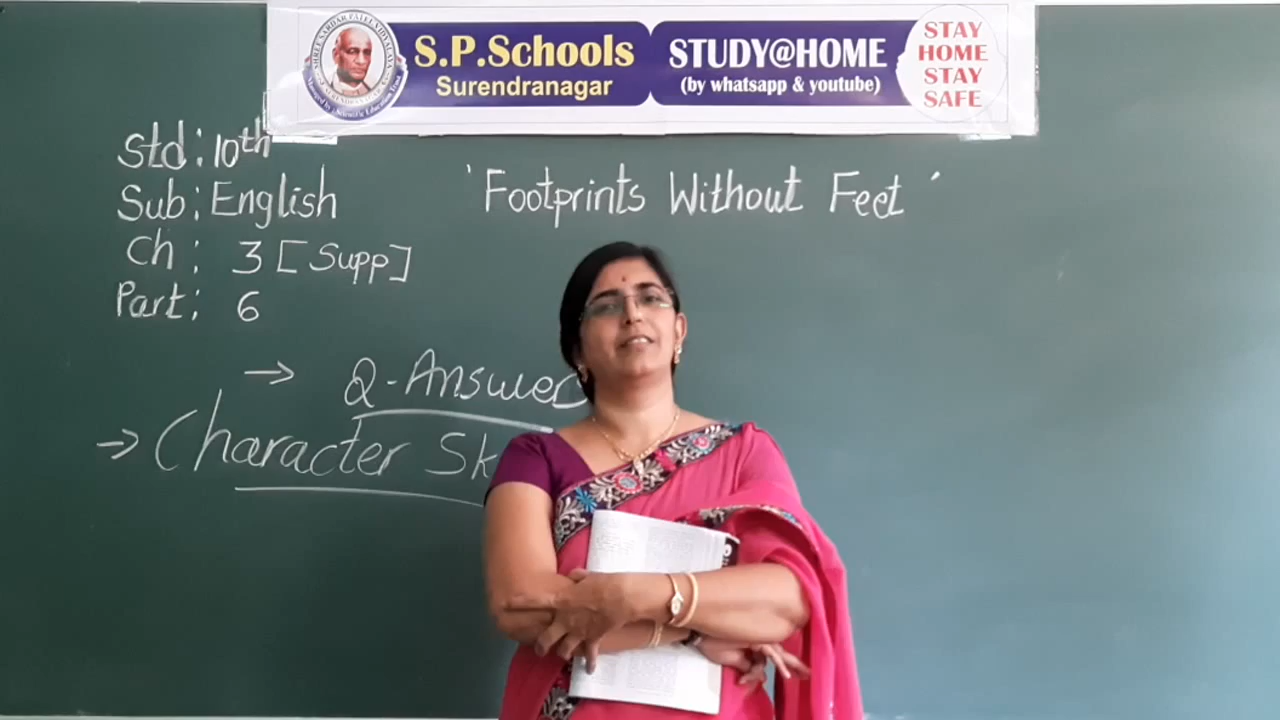 S.P.Schools
Surendranagar
STUDY@HOME
(by whatsapp & youtube)
STAY
HOME
STAY
SAFE
Std: 10th
Sub: English
Ch: 3 [Supp]
Part: 6
'Footprints Without Feet'
→ Q-Answer
→ Character Sk